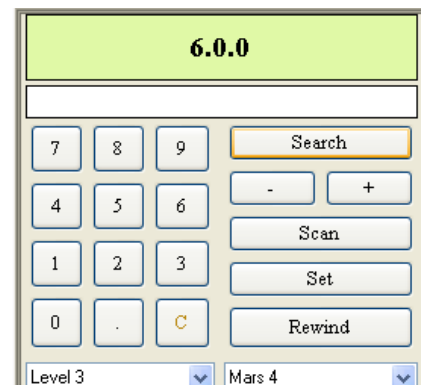 6.0.0
7 8 9 Search
- +
4 5 6
Scan
1 2 3
Set
0 . C Rewind
Level 3 Mars 4